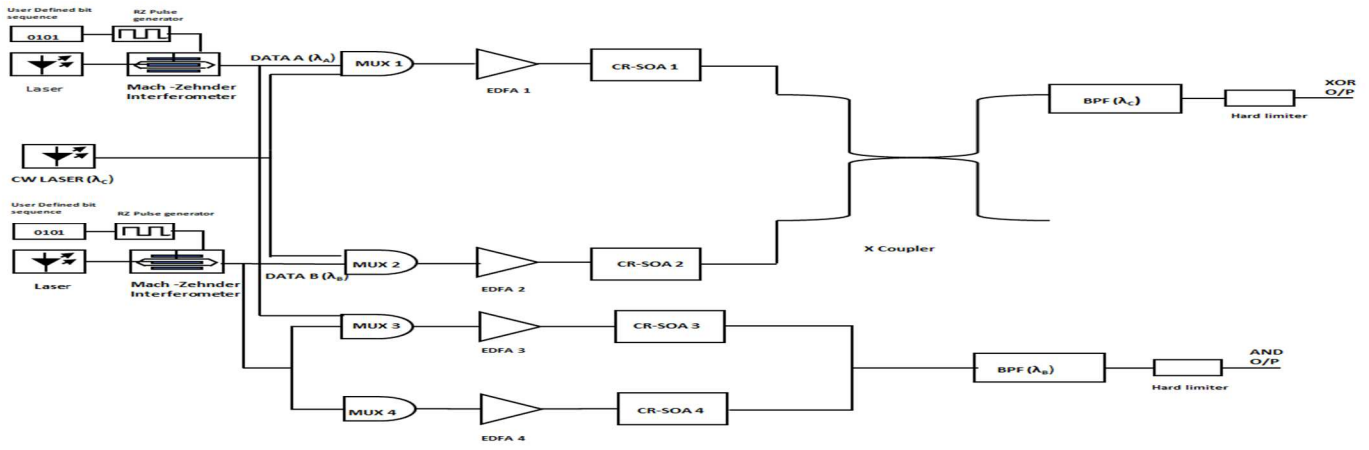 User Defined bit
sequence
RZ Pulse
generator
0101
Laser
Mach -Zehnder
Interferometer
DATA A (λA)
MUX 1
EDFA 1
CR-SOA 1
BPF (λC)
XOR
O/P
Hard limiter
CW LASER (λC)
User Defined bit
sequence
RZ Pulse generator
0101
Laser
Mach -Zehnder
Interferometer
DATA B (λB)
MUX 2
EDFA 2
CR-SOA 2
X Coupler
MUX 3
EDFA 3
CR-SOA 3
MUX 4
EDFA 4
CR-SOA 4
BPF (λB)
AND
O/P
Hard limiter